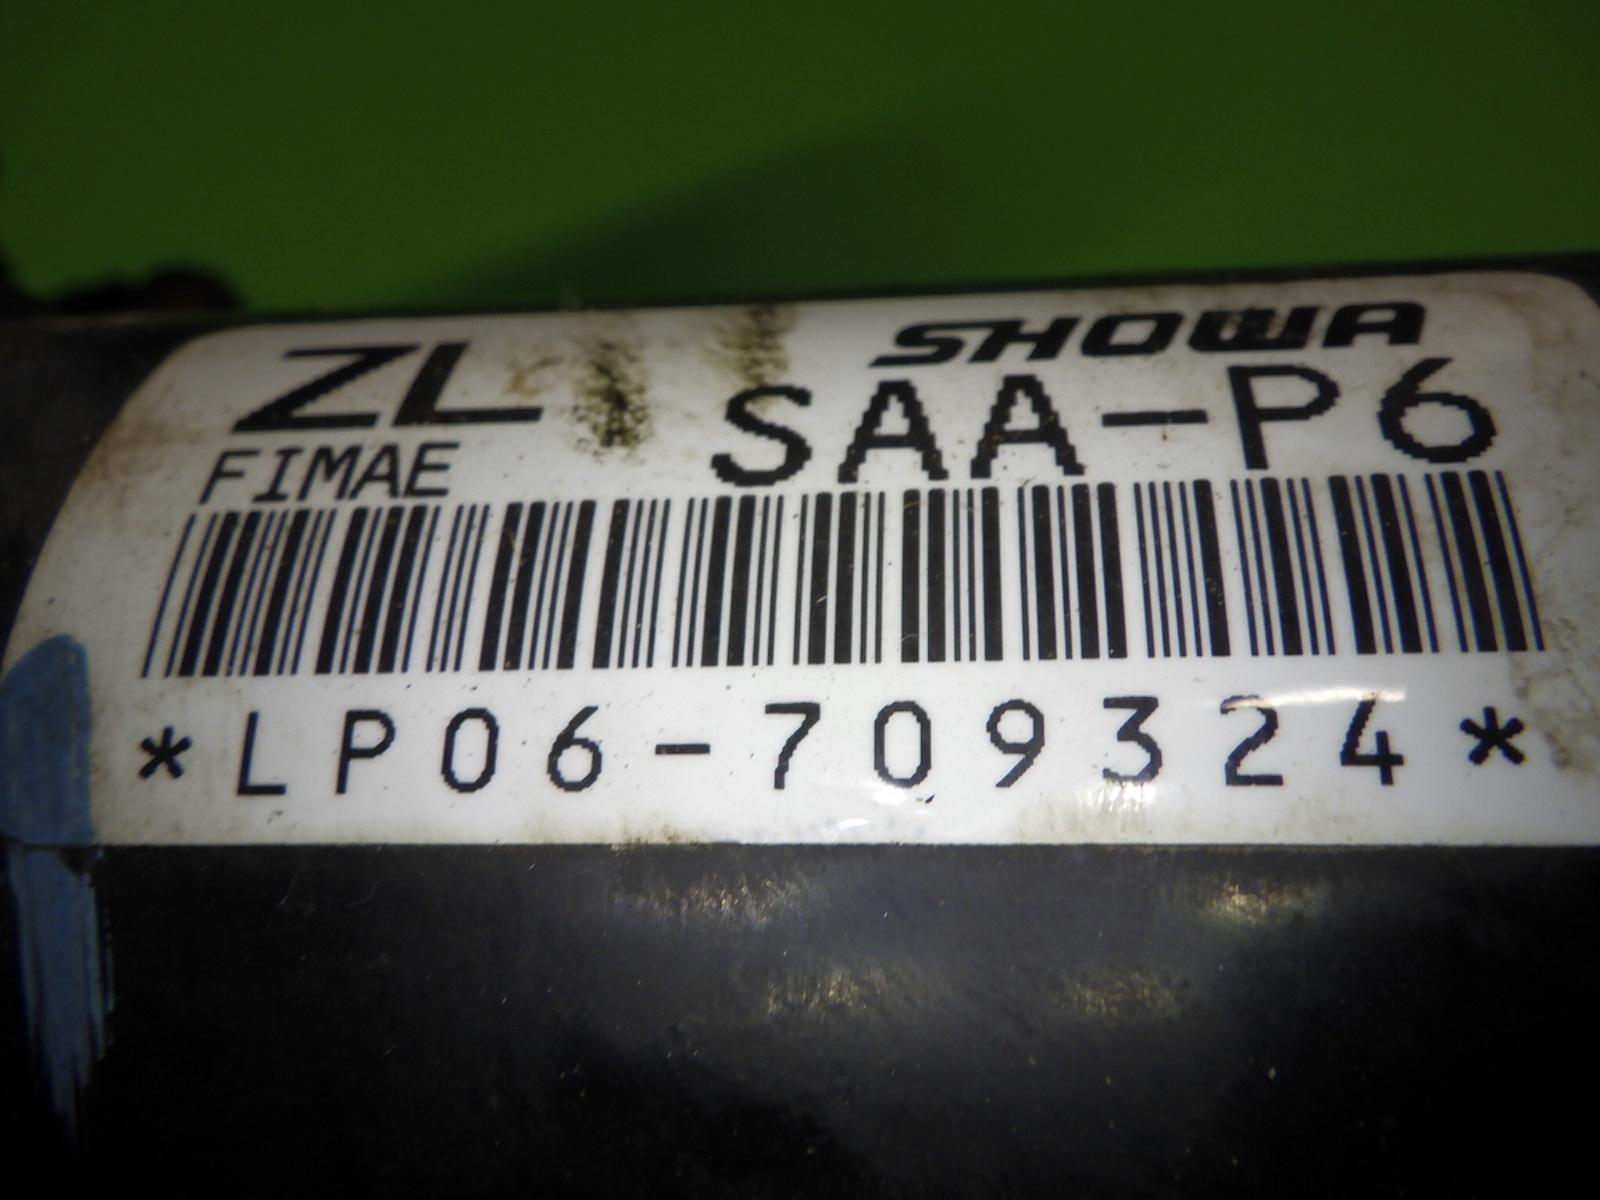 SHOWA
ZL SAA-P6
FIMAE
*LP06-709324*